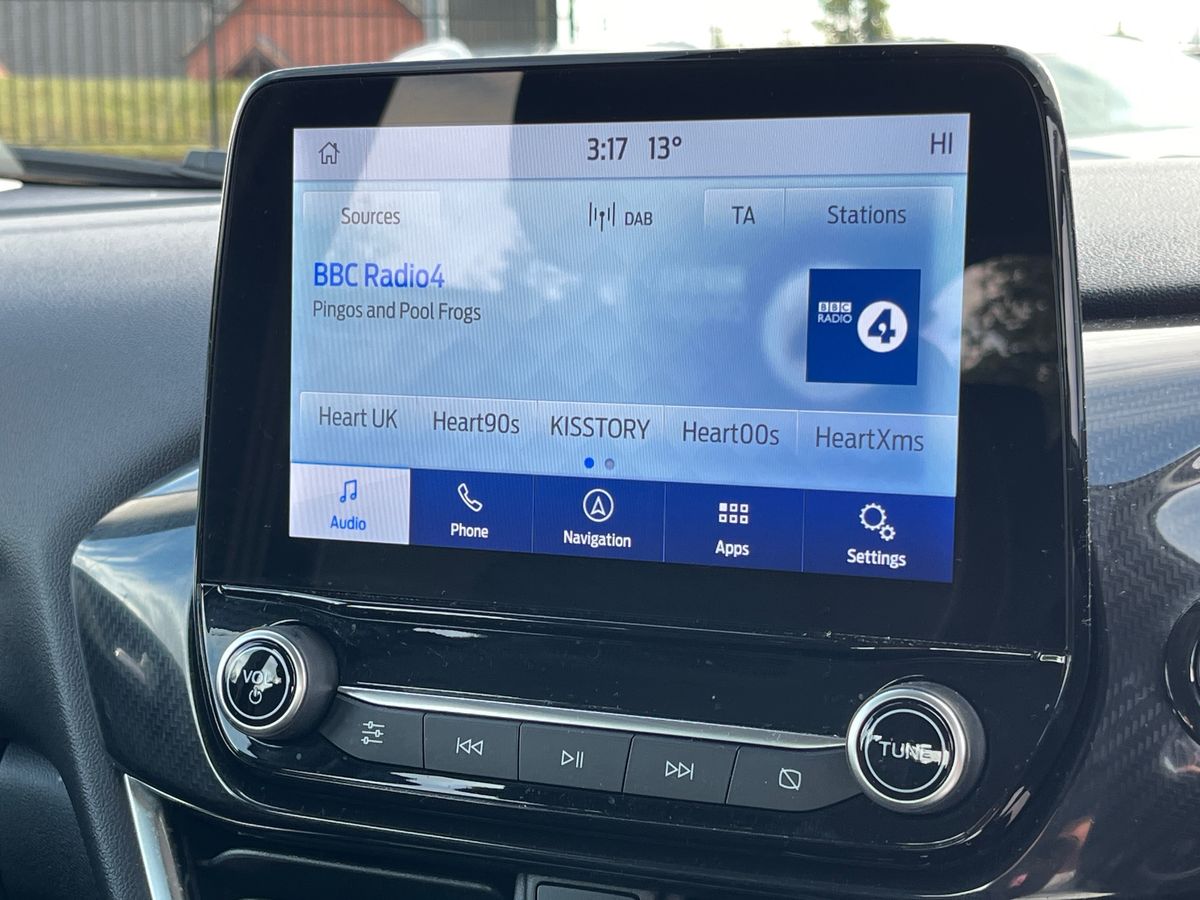 3:17 13° HI
Sources DAB TA Stations
BBC Radio4
Pingos and Pool Frogs
BBC
RADIO 4
Heart UK Heart90s KISSTORY Heart00s HeartXms
Audio Phone Navigation Apps Settings
VOL
TUNE